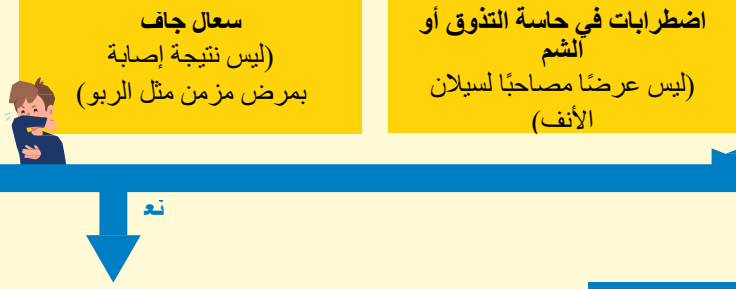 اضطرابات في حاسة التذوق أو
الشم
(ليس عرضًا مصاحبًا لسيلان
الأنف)
سعال جاف
(ليس نتيجة إصابة
بمرض مزمن مثل الربو)